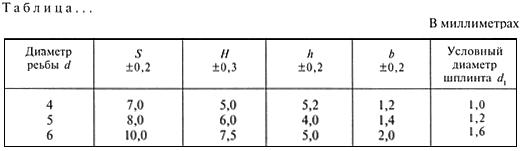 Таблица...
В миллиметрах
Диаметр реьбы d
S ±0,2
H ±0,3
h ±0,2
b ±0,2
Условный диаметр шплинта d₁
4 7,0 5,0 5,2 1,2 1,0
5 8,0 6,0 4,0 1,4 1,2
6 10,0 7,5 5,0 2,0 1,6